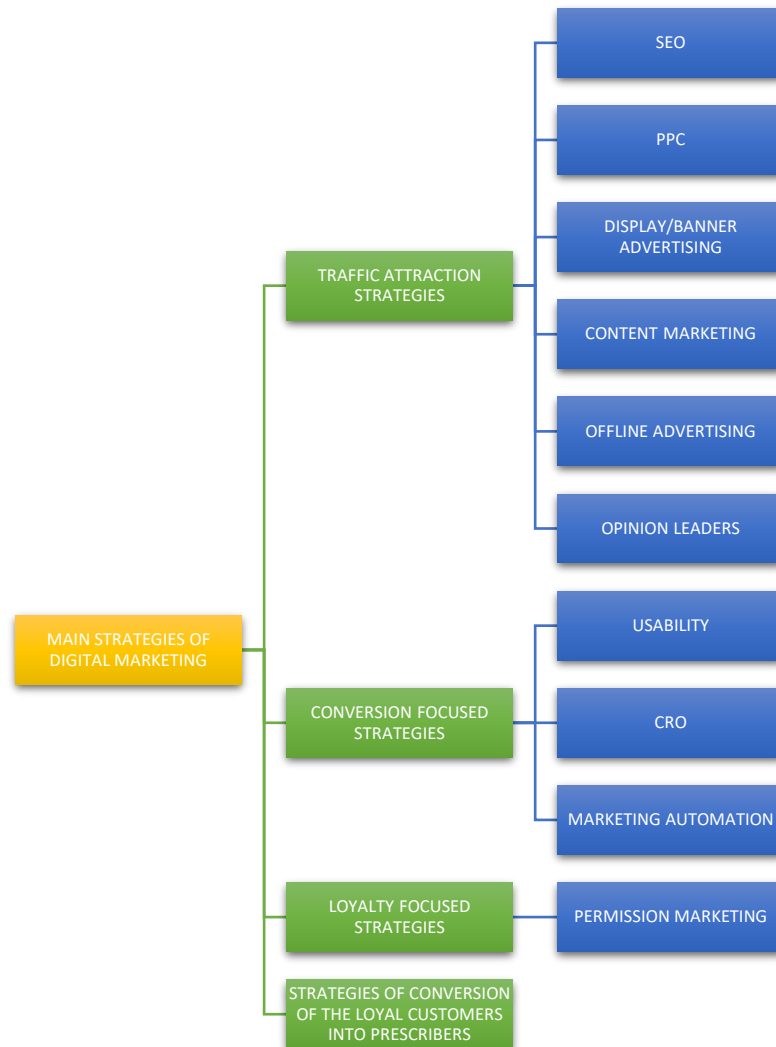 SEO
PPC
DISPLAY/BANNER
ADVERTISING
TRAFFIC ATTRACTION
STRATEGIES
CONTENT MARKETING
OFFLINE ADVERTISING
OPINION LEADERS
MAIN STRATEGIES OF
DIGITAL MARKETING
USABILITY
CONVERSION FOCUSED
STRATEGIES
CRO
MARKETING AUTOMATION
LOYALTY FOCUSED
STRATEGIES
PERMISSION MARKETING
STRATEGIES OF CONVERSION
OF THE LOYAL CUSTOMERS
INTO PRESCRIBERS